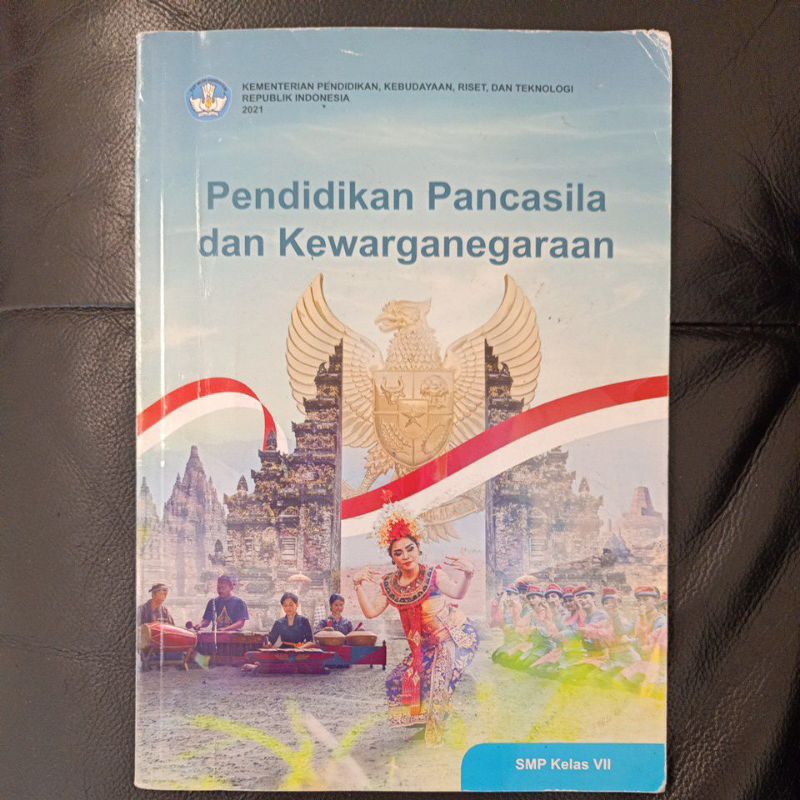 KEMENTERIAN PENDIDIKAN, KEBUDAYAAN, RISET, DAN TEKNOLOGI
REPUBLIK INDONESIA
2021
Pendidikan Pancasila
dan Kewarganegaraan
SMP Kelas VII